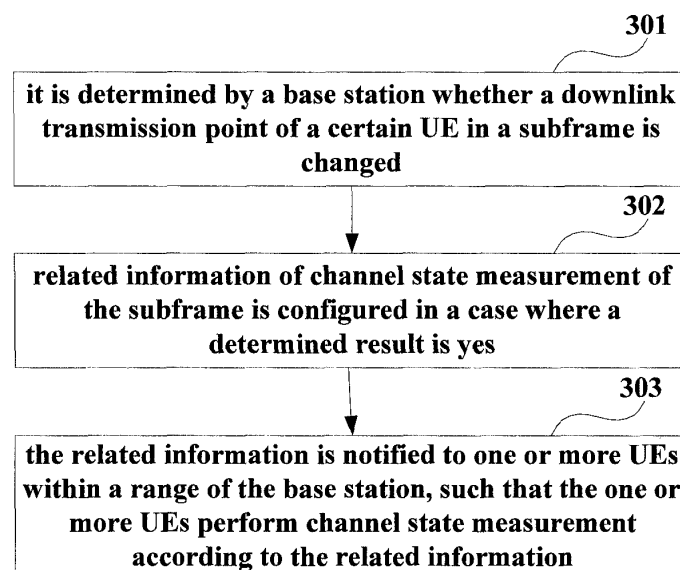 301
it is determined by a base station whether a downlink
transmission point of a certain UE in a subframe is
changed
302
related information of channel state measurement of
the subframe is configured in a case where a
determined result is yes
303
the related information is notified to one or more UEs
within a range of the base station, such that the one or
more UEs perform channel state measurement
according to the related information